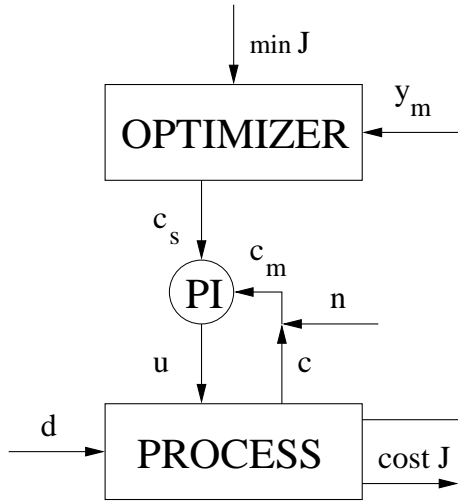 min J
y_m
OPTIMIZER
c_s
c_m
PI
n
u
c
d
PROCESS
cost J